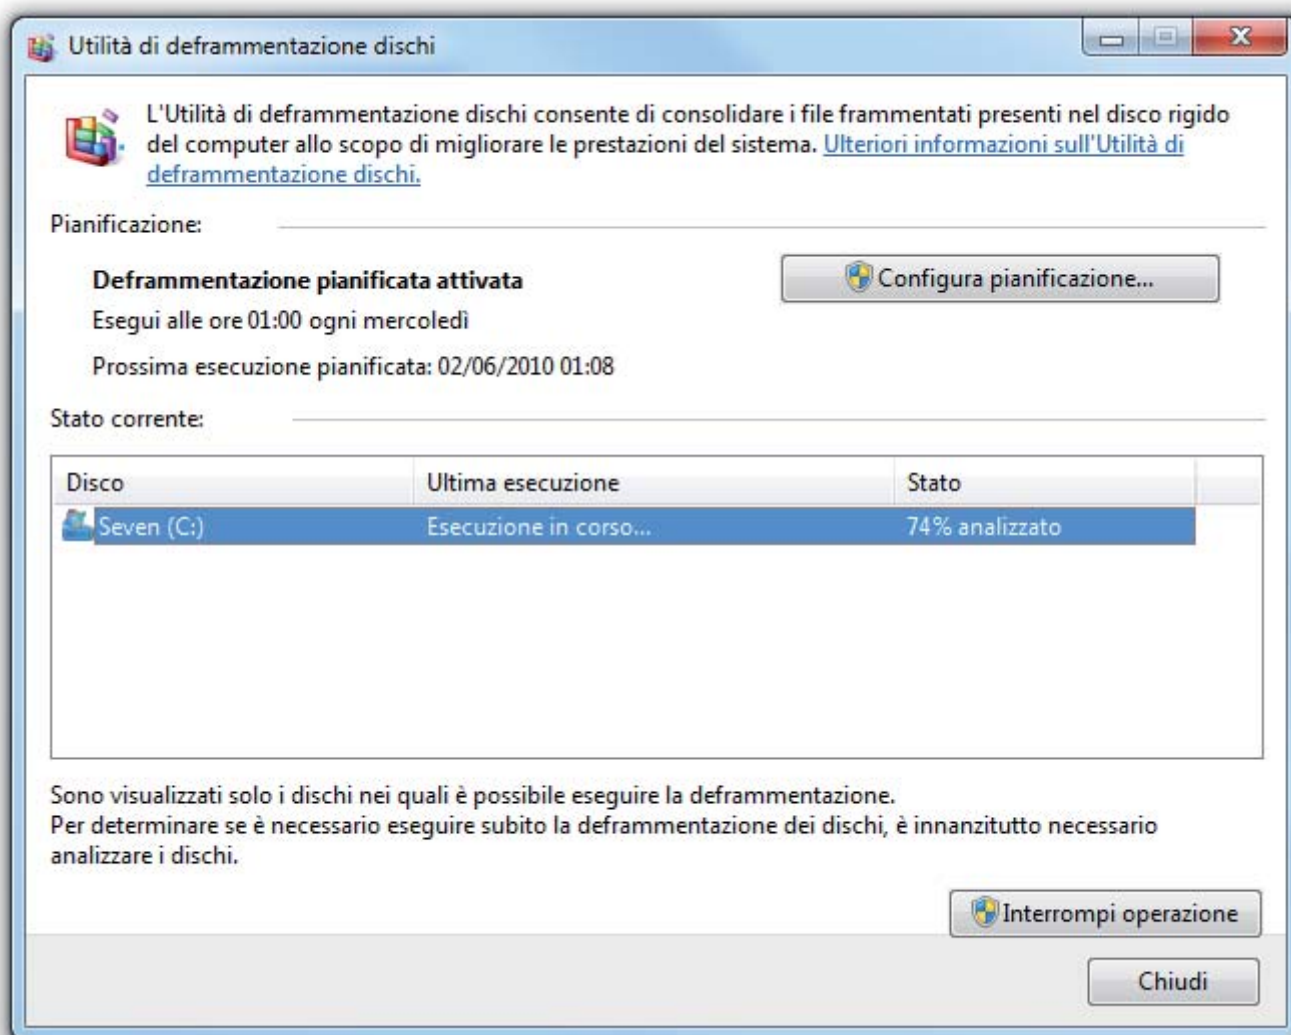 Utilità di deframmentazione dischi
L'Utilità di deframmentazione dischi consente di consolidare i file frammentati presenti nel disco rigido
del computer allo scopo di migliorare le prestazioni del sistema. Ulteriori informazioni sull'Utilità di
deframmentazione dischi.
Pianificazione:
Deframmentazione pianificata attivata
Configura pianificazione...
Esegui alle ore 01:00 ogni mercoledì
Prossima esecuzione pianificata: 02/06/2010 01:08
Stato corrente:
Disco Ultima esecuzione Stato
Seven (C:) Esecuzione in corso... 74% analizzato
Sono visualizzati solo i dischi nei quali è possibile eseguire la deframmentazione.
Per determinare se è necessario eseguire subito la deframmentazione dei dischi, è innanzitutto necessario
analizzare i dischi.
Interrompi operazione
Chiudi